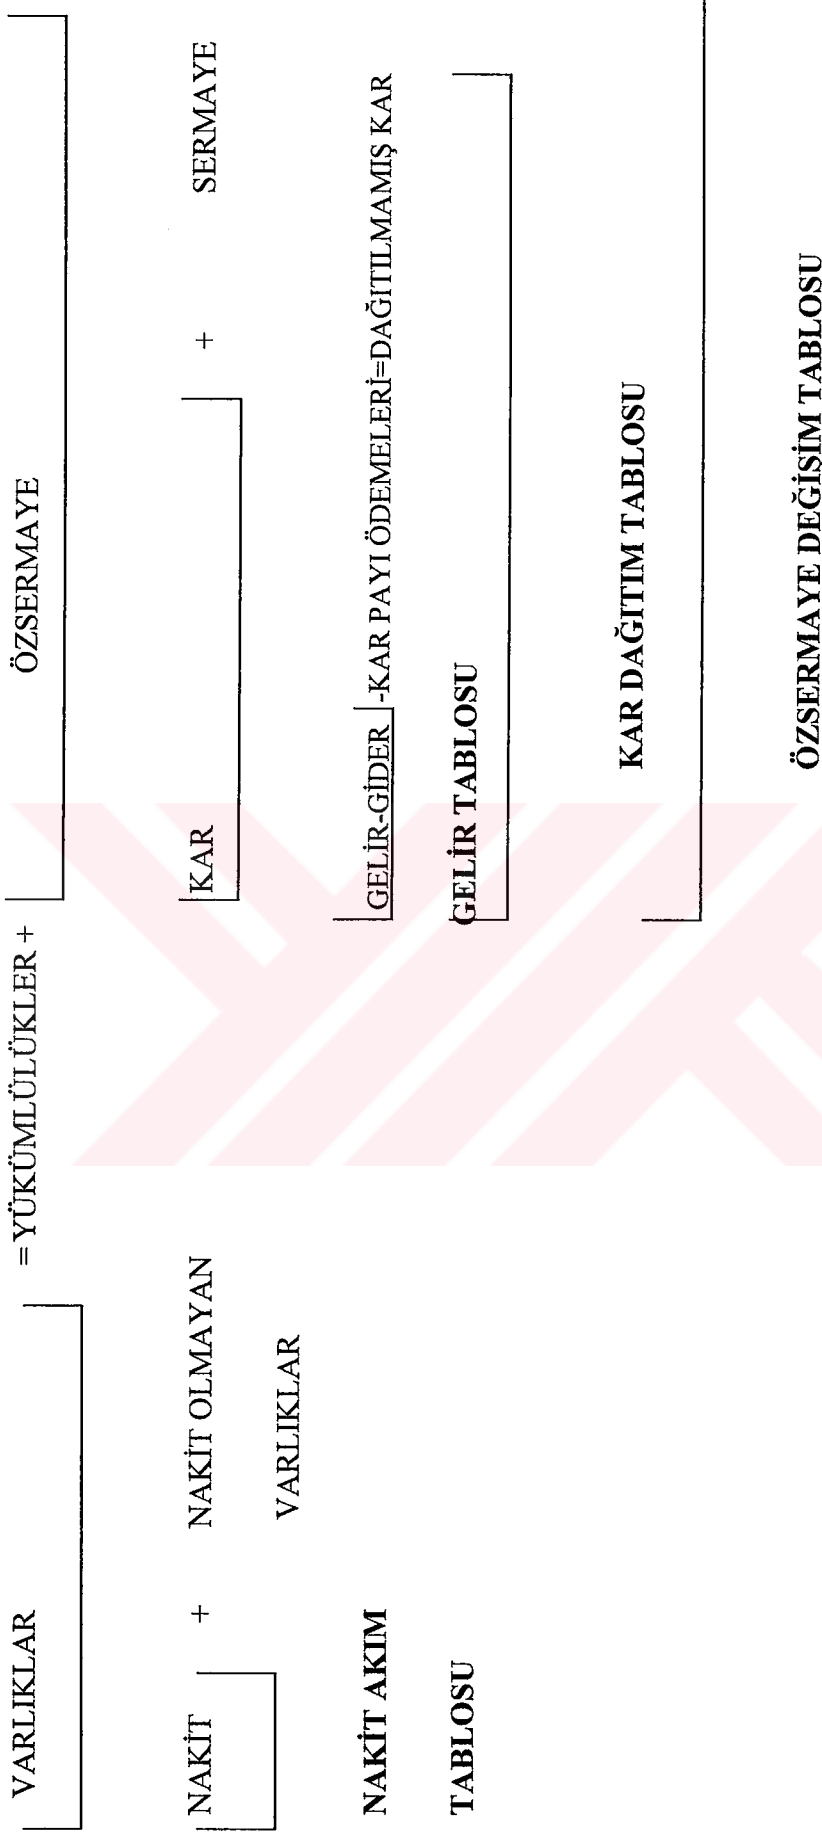 VARLIKLAR =YÜKÜMLÜLÜKLER + ÖZSERMAYE
NAKİT + NAKİT OLMAYAN KAR + SERMAYE
VARLIKLAR
NAKİT AKIM GELİR-GİDER -KAR PAYI ÖDEMELERİ=DAĞITILMAMIŞ KAR
TABLOSU GELİR TABLOSU
KAR DAĞITIM TABLOSU
ÖZSERMAYE DEĞİŞİM TABLOSU